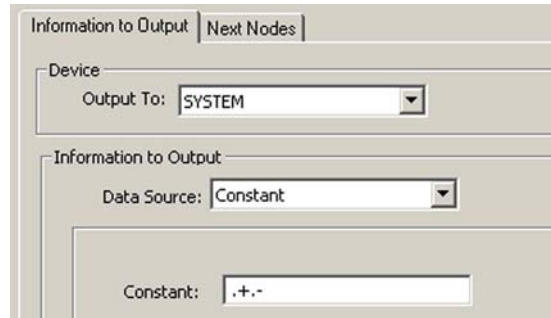 Information to Output Next Nodes
Device
Output To: SYSTEM
Information to Output
Data Source: Constant
Constant: .+.-